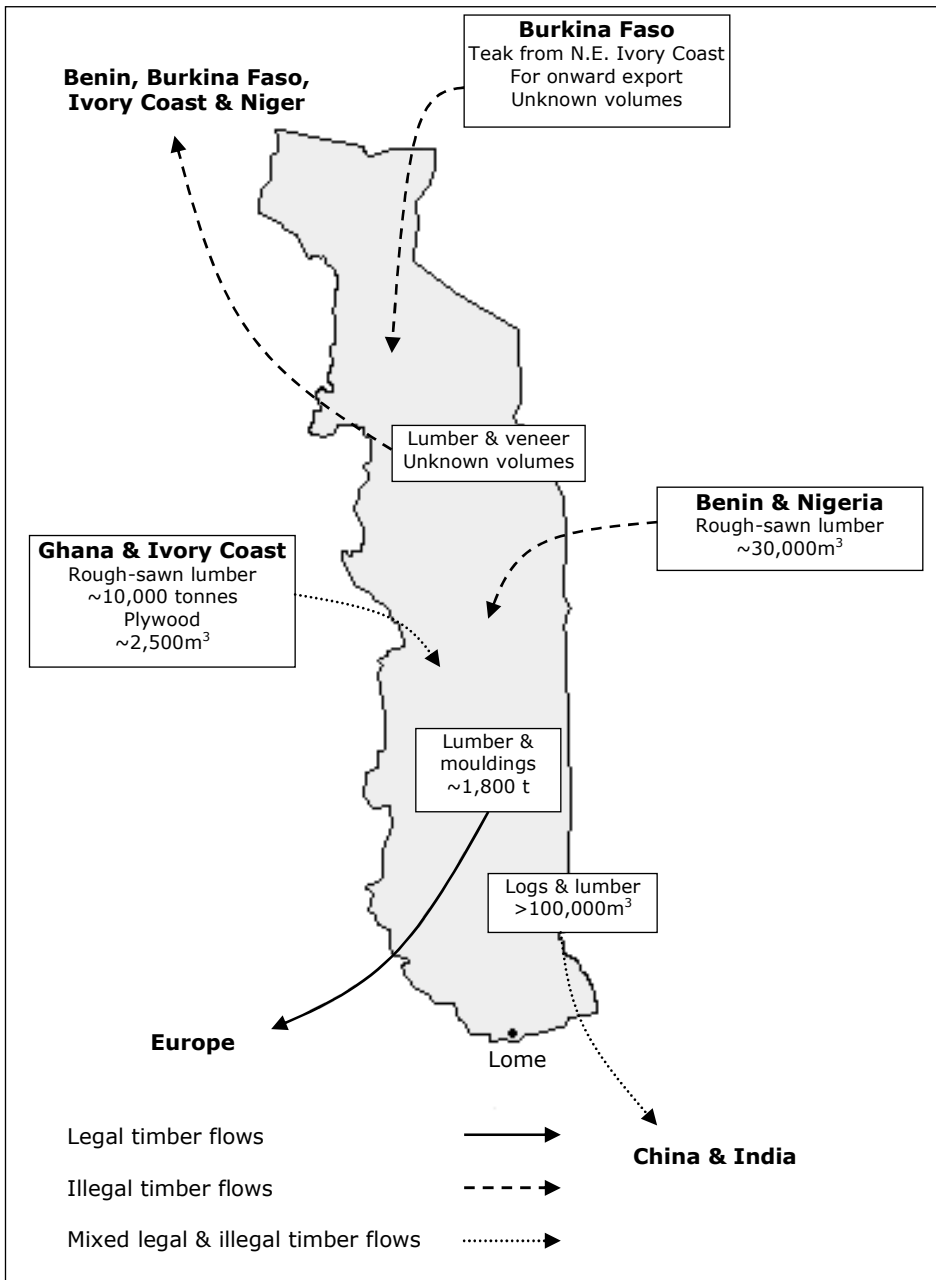 Burkina Faso
Teak from N.E. Ivory Coast
For onward export
Unknown volumes
Benin, Burkina Faso,
Ivory Coast & Niger
Lumber & veneer
Unknown volumes
Benin & Nigeria
Rough-sawn lumber
~30,000m³
Ghana & Ivory Coast
Rough-sawn lumber
~10,000 tonnes
Plywood
~2,500m³
Lumber &
mouldings
~1,800 t
Logs & lumber
>100,000m³
Europe
Lome
China & India
Legal timber flows
Illegal timber flows
Mixed legal & illegal timber flows